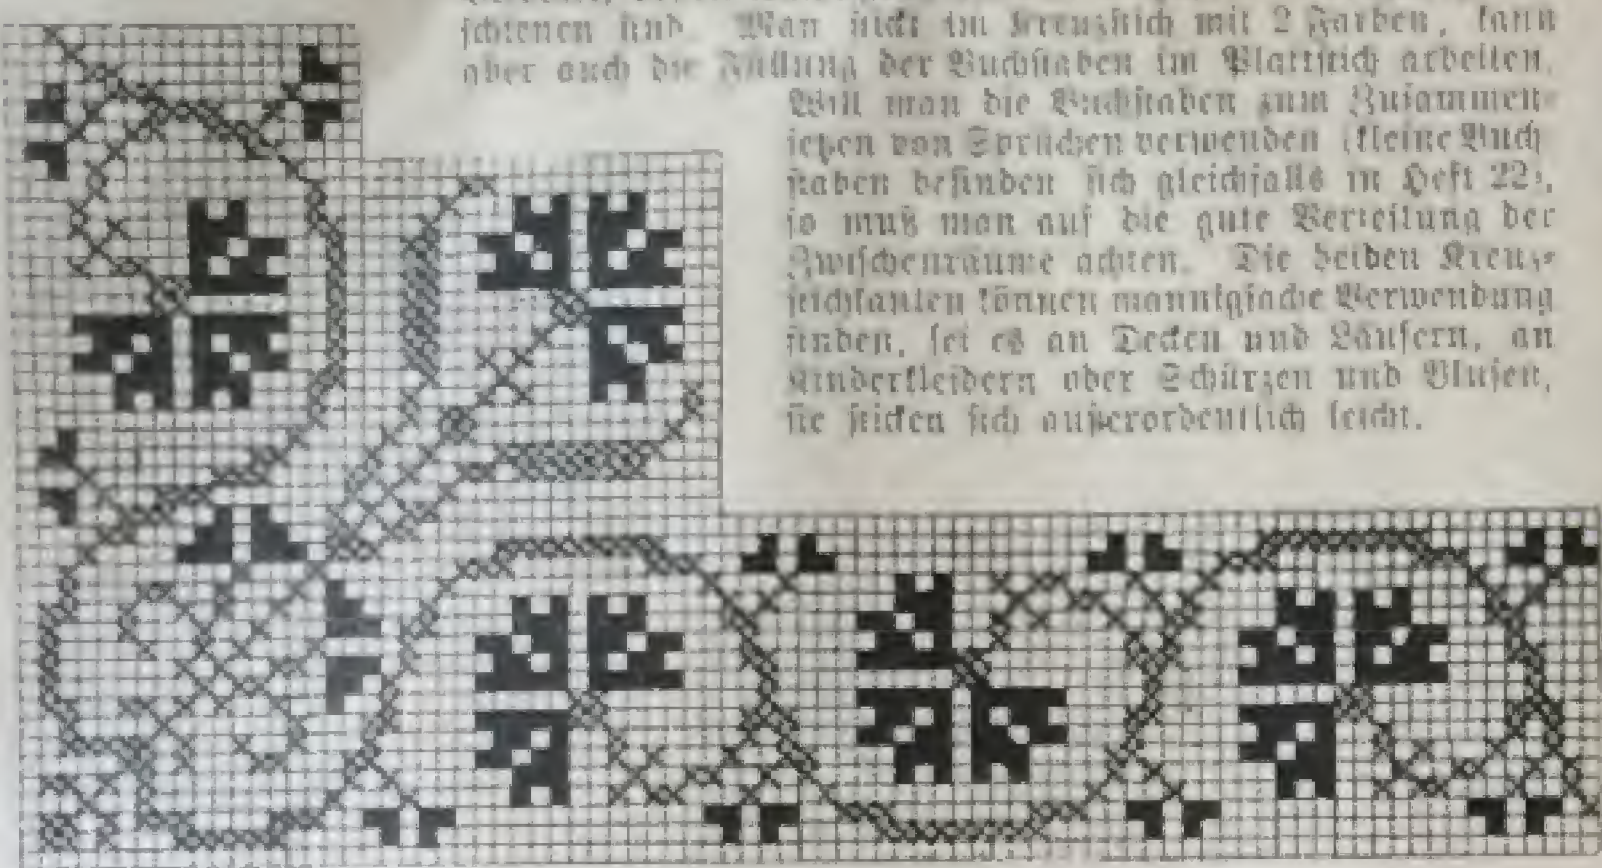 schienen sind. Man stickt im Kreuzstich mit 2 Farben, kann
aber auch die Füllung der Buchstaben im Plattstich arbeiten.
Will man die Buchstaben zum Zusammen-
setzen von Sprüchen verwenden (kleine Buch
staben befinden sich gleichfalls in Heft 22),
so muß man auf die gute Verteilung der
Zwischenräume achten. Die beiden Kreuz-
stichkanten können mannigfache Verwendung
finden, sei es an Decken und Läufern, an
Kinderkleidern oder Schürzen und Blusen,
sie sticken sich außerordentlich leicht.